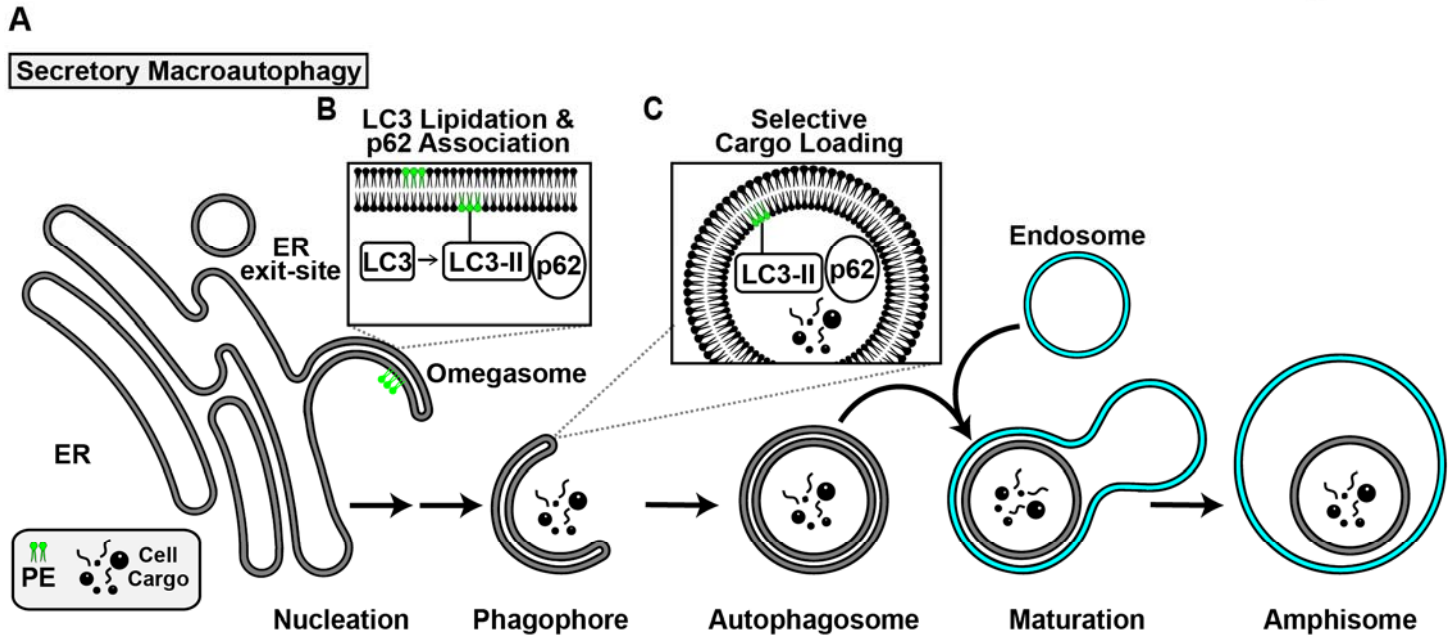 A
Secretory Macroautophagy
B
LC3 Lipidation &
p62 Association
LC3 → LC3-II p62
C
Selective
Cargo Loading
LC3-II p62
ER
exit-site
Endosome
Omegasome
ER
PE
Cell
Cargo
Nucleation
Phagophore
Autophagosome
Maturation
Amphisome